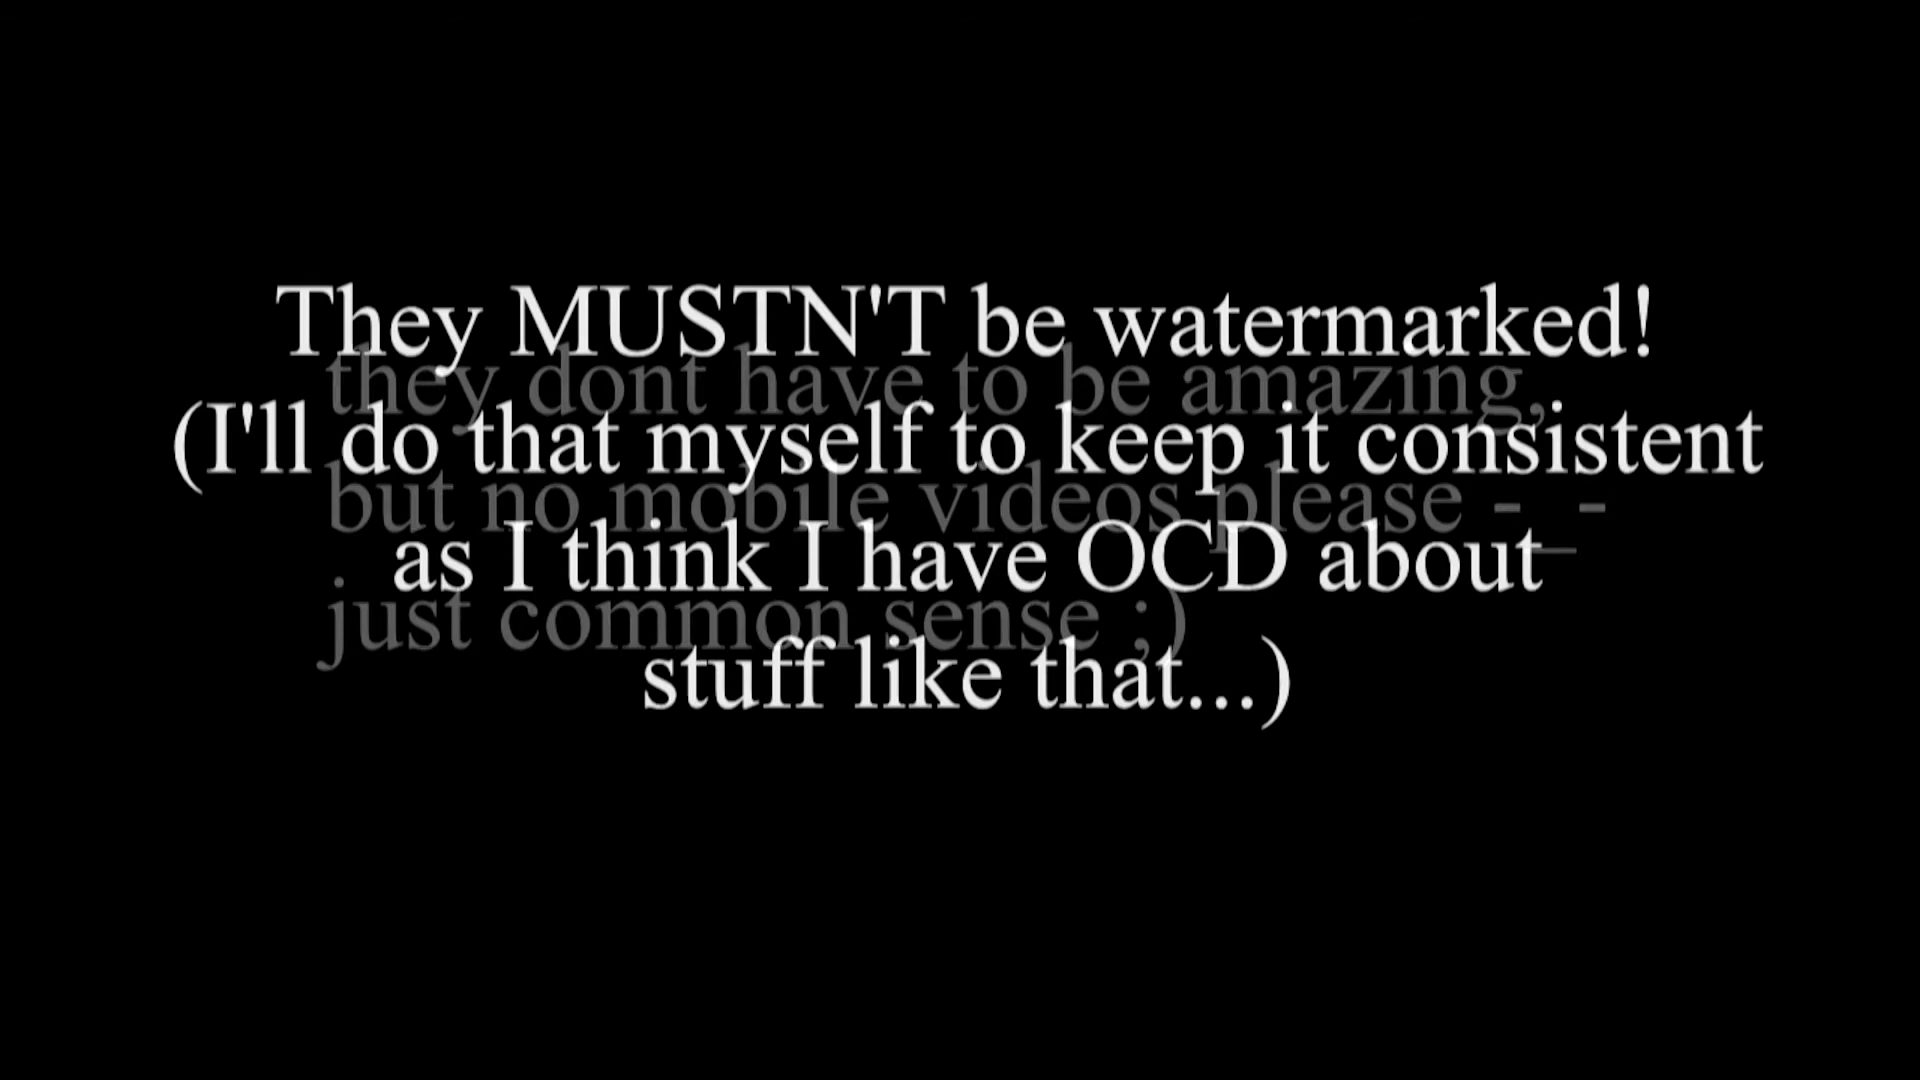 They MUSTN'T be watermarked!
they dont have to be amazing,
(I'll do that myself to keep it consistent
but no mobile videos please -_-
as I think I have OCD about
just common sense ;)
stuff like that...)